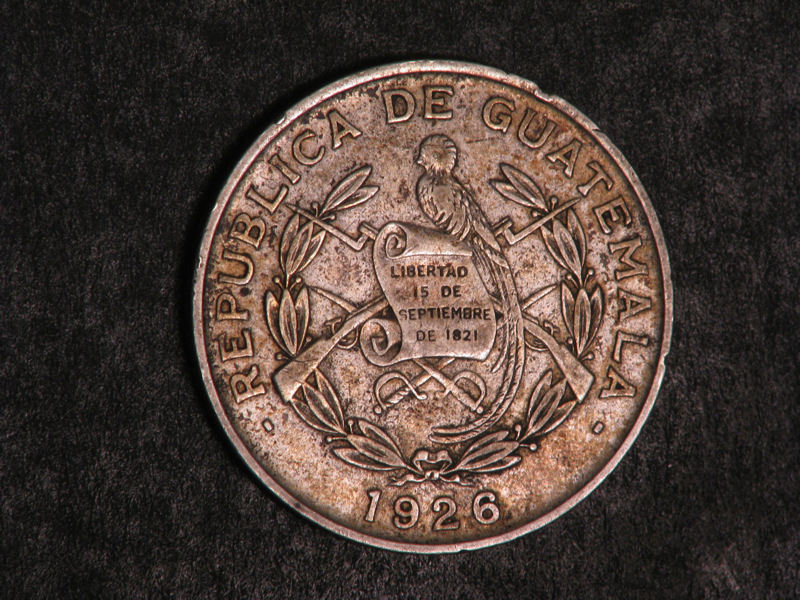 REPUBLICA DE GUATEMALA
LIBERTAD
15 DE
SEPTIEMBRE
DE 1821
1926